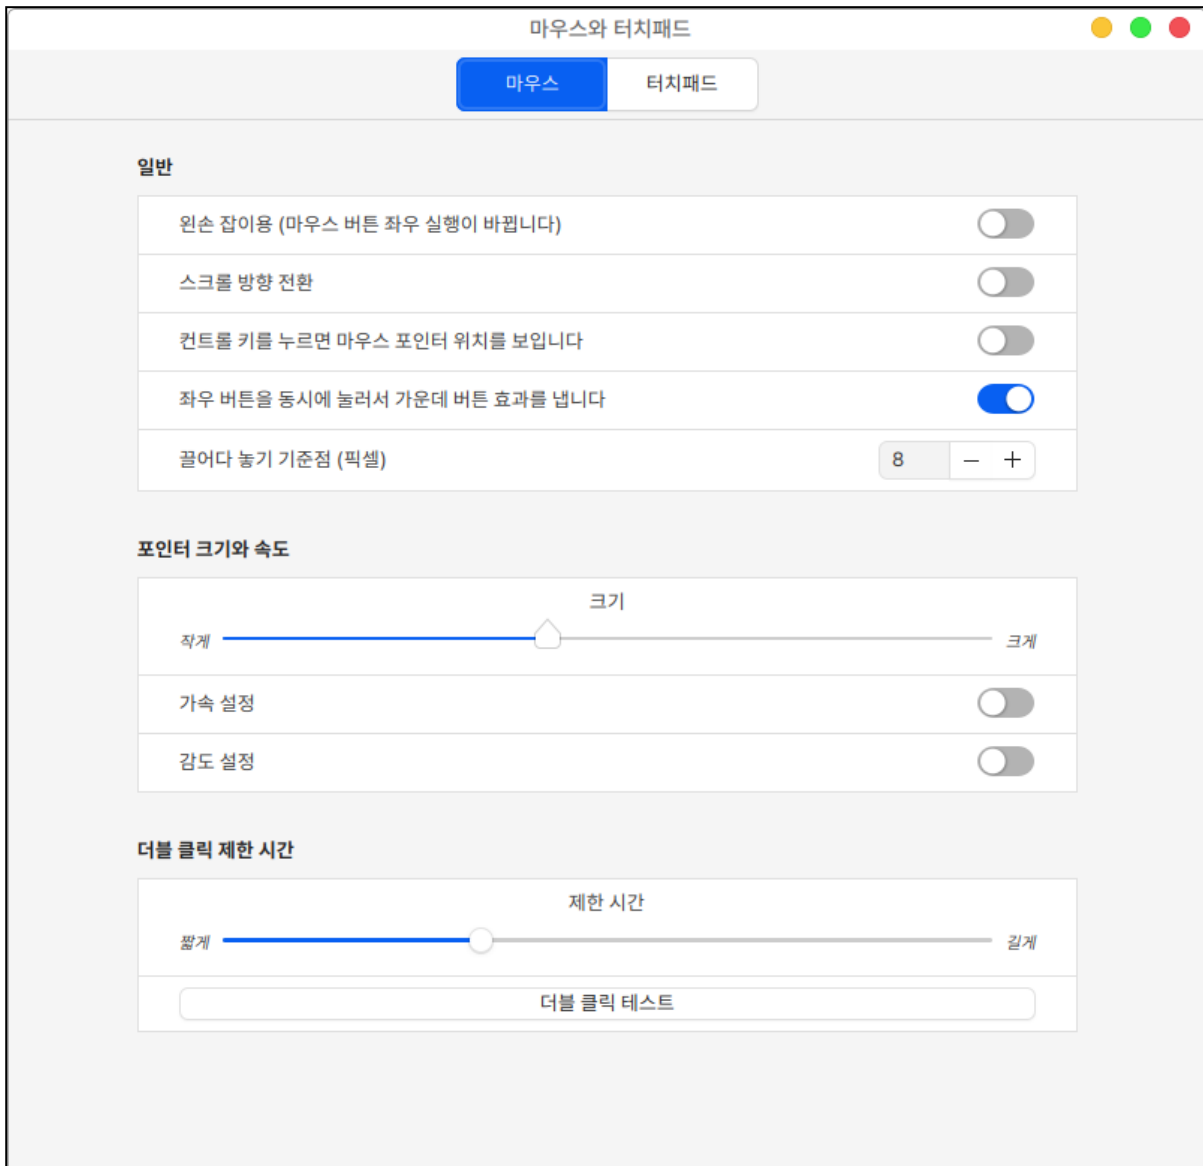 마우스와 터치패드
마우스
터치패드
일반
왼손 잡이용 (마우스 버튼 좌우 실행이 바뀝니다)
스크롤 방향 전환
컨트롤 키를 누르면 마우스 포인터 위치를 보입니다
좌우 버튼을 동시에 눌러서 가운데 버튼 효과를 냅니다
끌어다 놓기 기준점 (픽셀)
8
포인터 크기와 속도
크기
작게
크게
가속 설정
감도 설정
더블 클릭 제한 시간
제한 시간
짧게
길게
더블 클릭 테스트